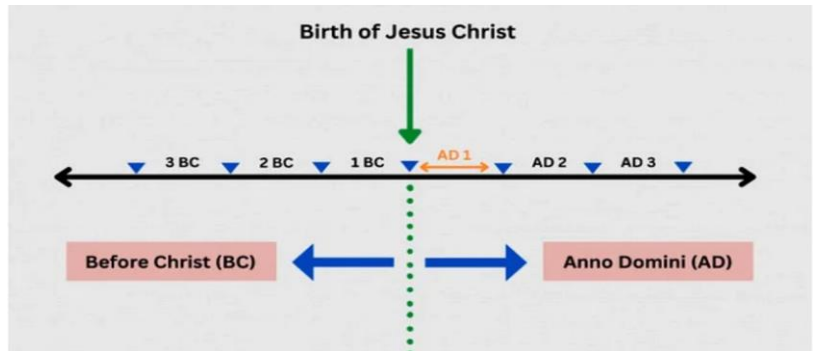 Birth of Jesus Christ
3 BC 2 BC 1 BC AD 1 AD 2 AD 3
Before Christ (BC) Anno Domini (AD)